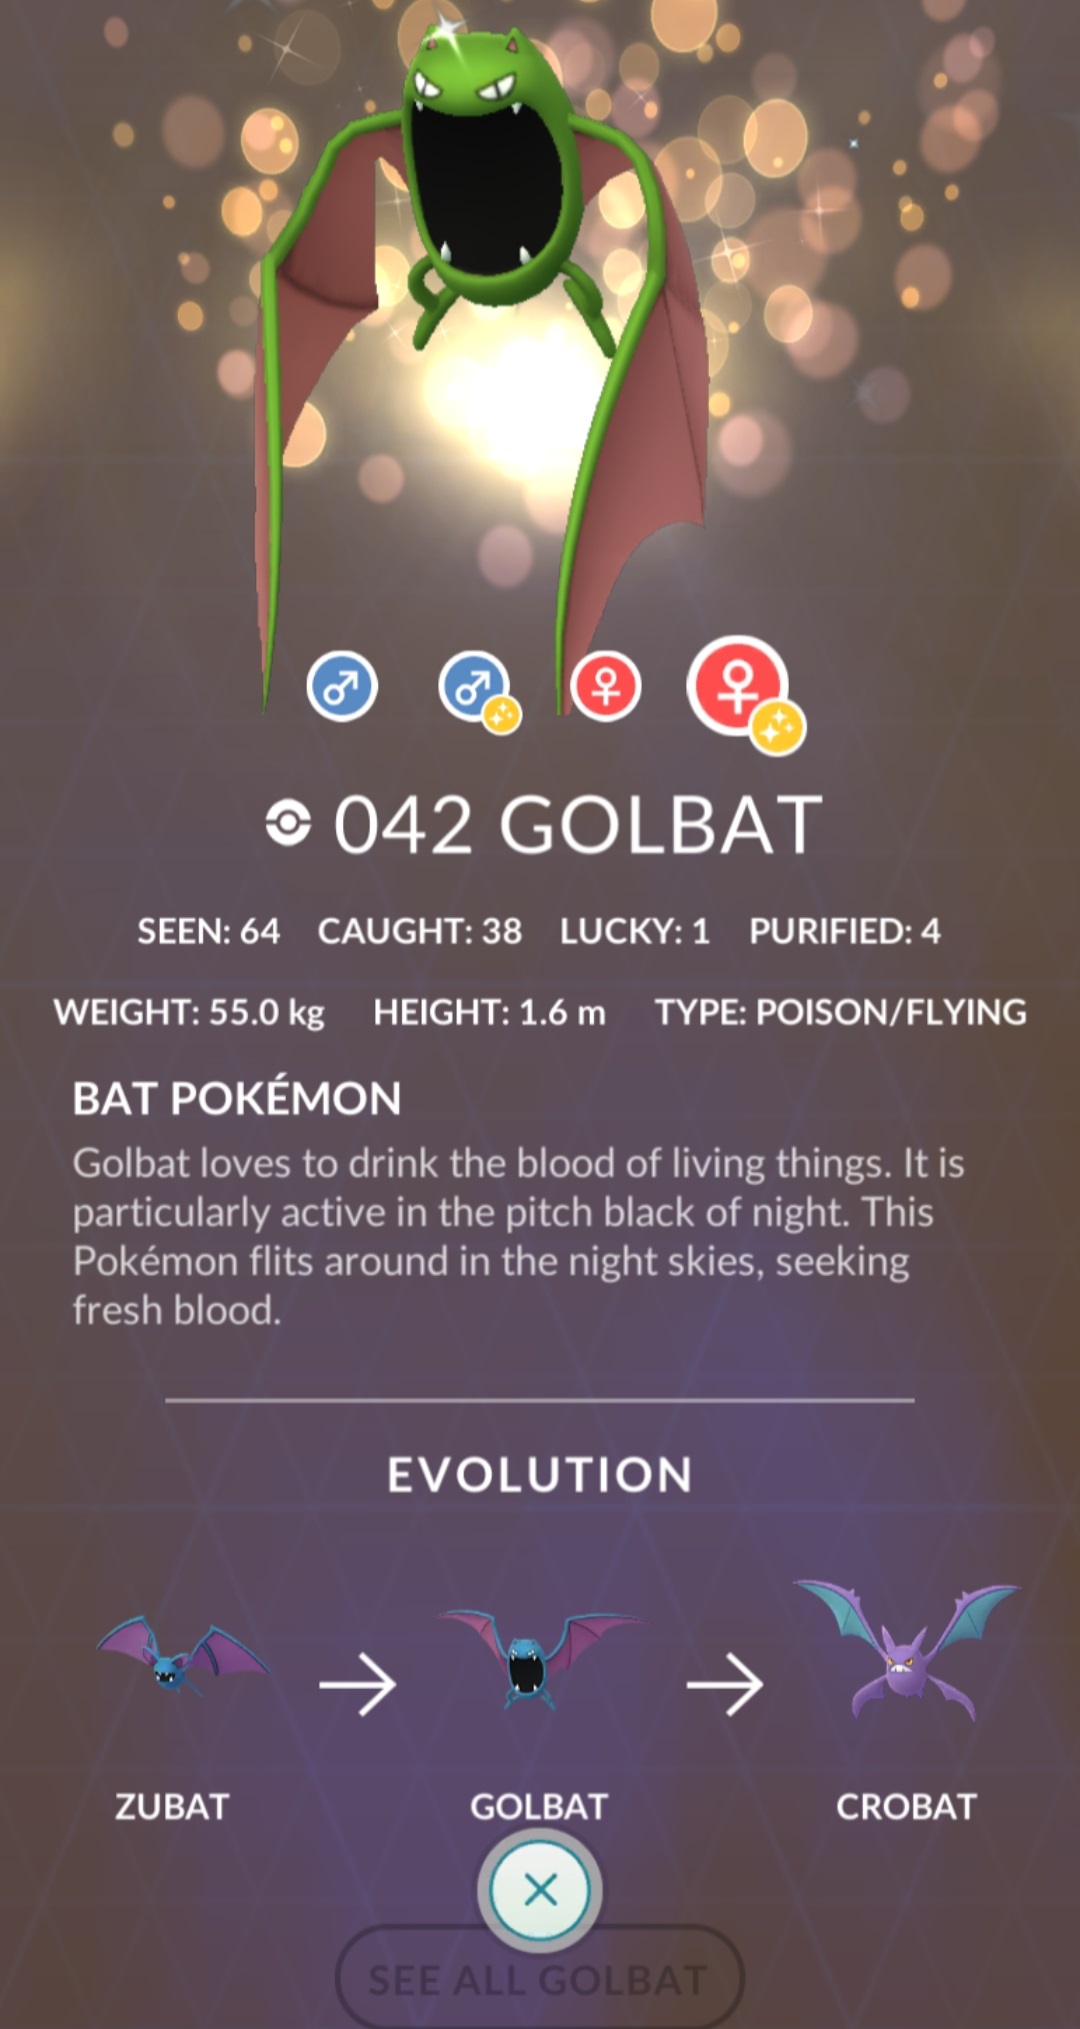 042 GOLBAT
SEEN: 64 CAUGHT: 38 LUCKY: 1 PURIFIED: 4
WEIGHT: 55.0 kg HEIGHT: 1.6 m TYPE: POISON/FLYING
BAT POKÉMON
Golbat loves to drink the blood of living things. It is
particularly active in the pitch black of night. This
Pokémon flits around in the night skies, seeking
fresh blood.
EVOLUTION
ZUBAT GOLBAT CROBAT
SEE ALL GOLBAT